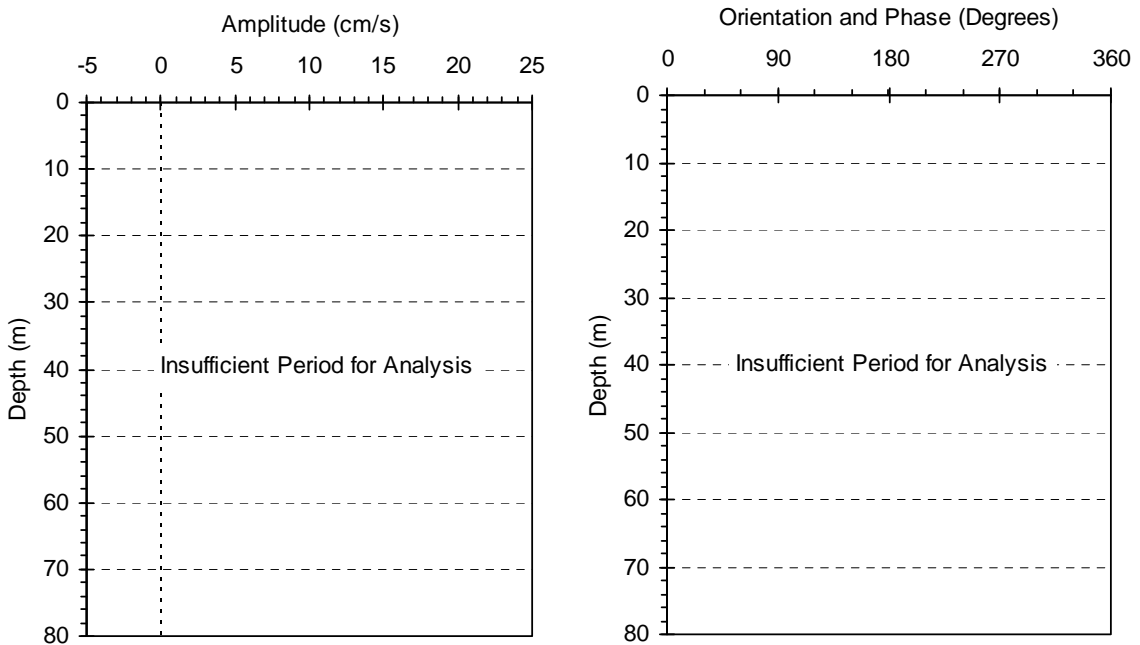 Amplitude (cm/s)
-5 0 5 10 15 20 25
0
10
20
30
40
50
60
70
80
Depth (m)
Insufficient Period for Analysis
Orientation and Phase (Degrees)
0 90 180 270 360
0
10
20
30
40
50
60
70
80
Depth (m)
Insufficient Period for Analysis